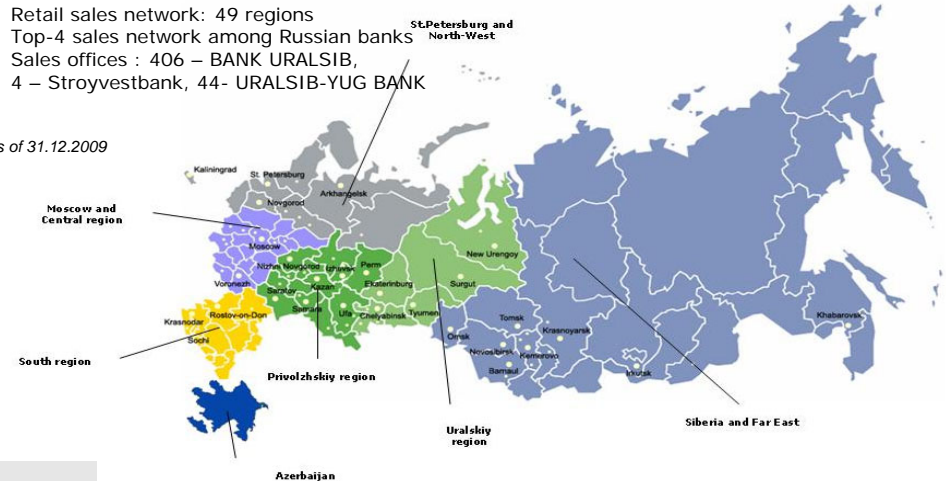 Retail sales network: 49 regions
Top-4 sales network among Russian banks
Sales offices : 406 – BANK URALSIB,
4 – Stroyvestbank, 44- URALSIB-YUG BANK
s of 31.12.2009
St.Petersburg and
North-West
Kaliningrad
St. Petersburg
Arkhangelsk
Novgorod
Moscow and
Central region
Moscow
Nizhni Novgorod
Izhevsk
Perm
New Urengoy
Voronezh
Kazan
Ekaterinburg
Surgut
Saratov
Samara
Ufa
Chelyabinsk
Tyumen
Krasnodar
Rostov-on-Don
Sochi
Omsk
Tomsk
Krasnoyarsk
Khabarovsk
Novosibirsk
Kemorovo
Barnaul
Irkutsk
South region
Privolzhskiy region
Uralskiy
region
Siberia and Far East
Azerbaijan